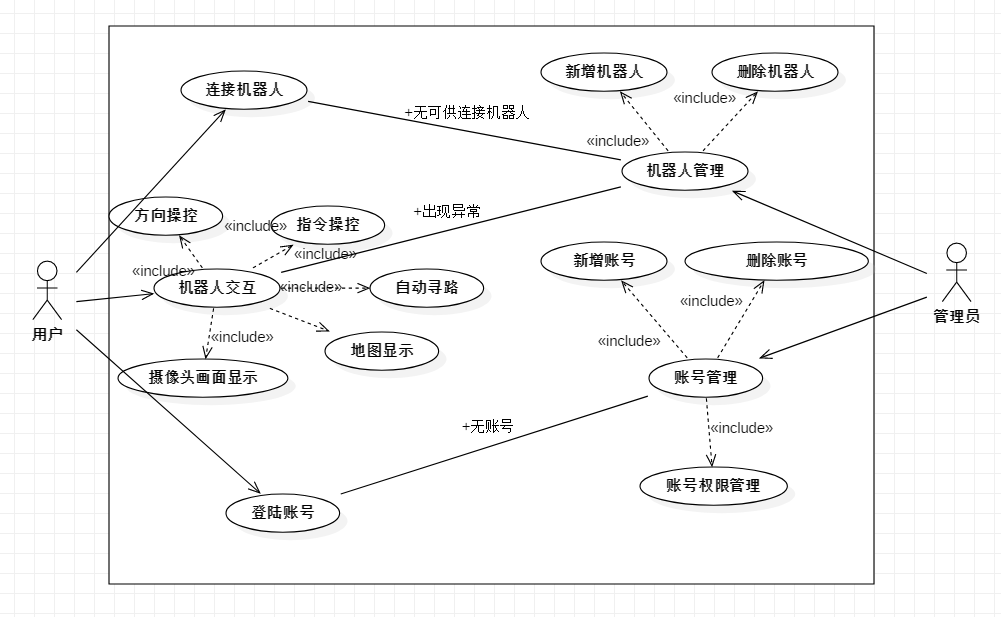 新增机器人
删除机器人
连接机器人
«include»
+无可供连接机器人
«include»
机器人管理
+出现异常
方向操控
«include»
指令操控
«include»
新增账号
删除账号
«include»
机器人交互
«include»
自动寻路
«include»
管理员
用户
«include»
«include»
地图显示
摄像头画面显示
账号管理
+无账号
«include»
账号权限管理
登陆账号